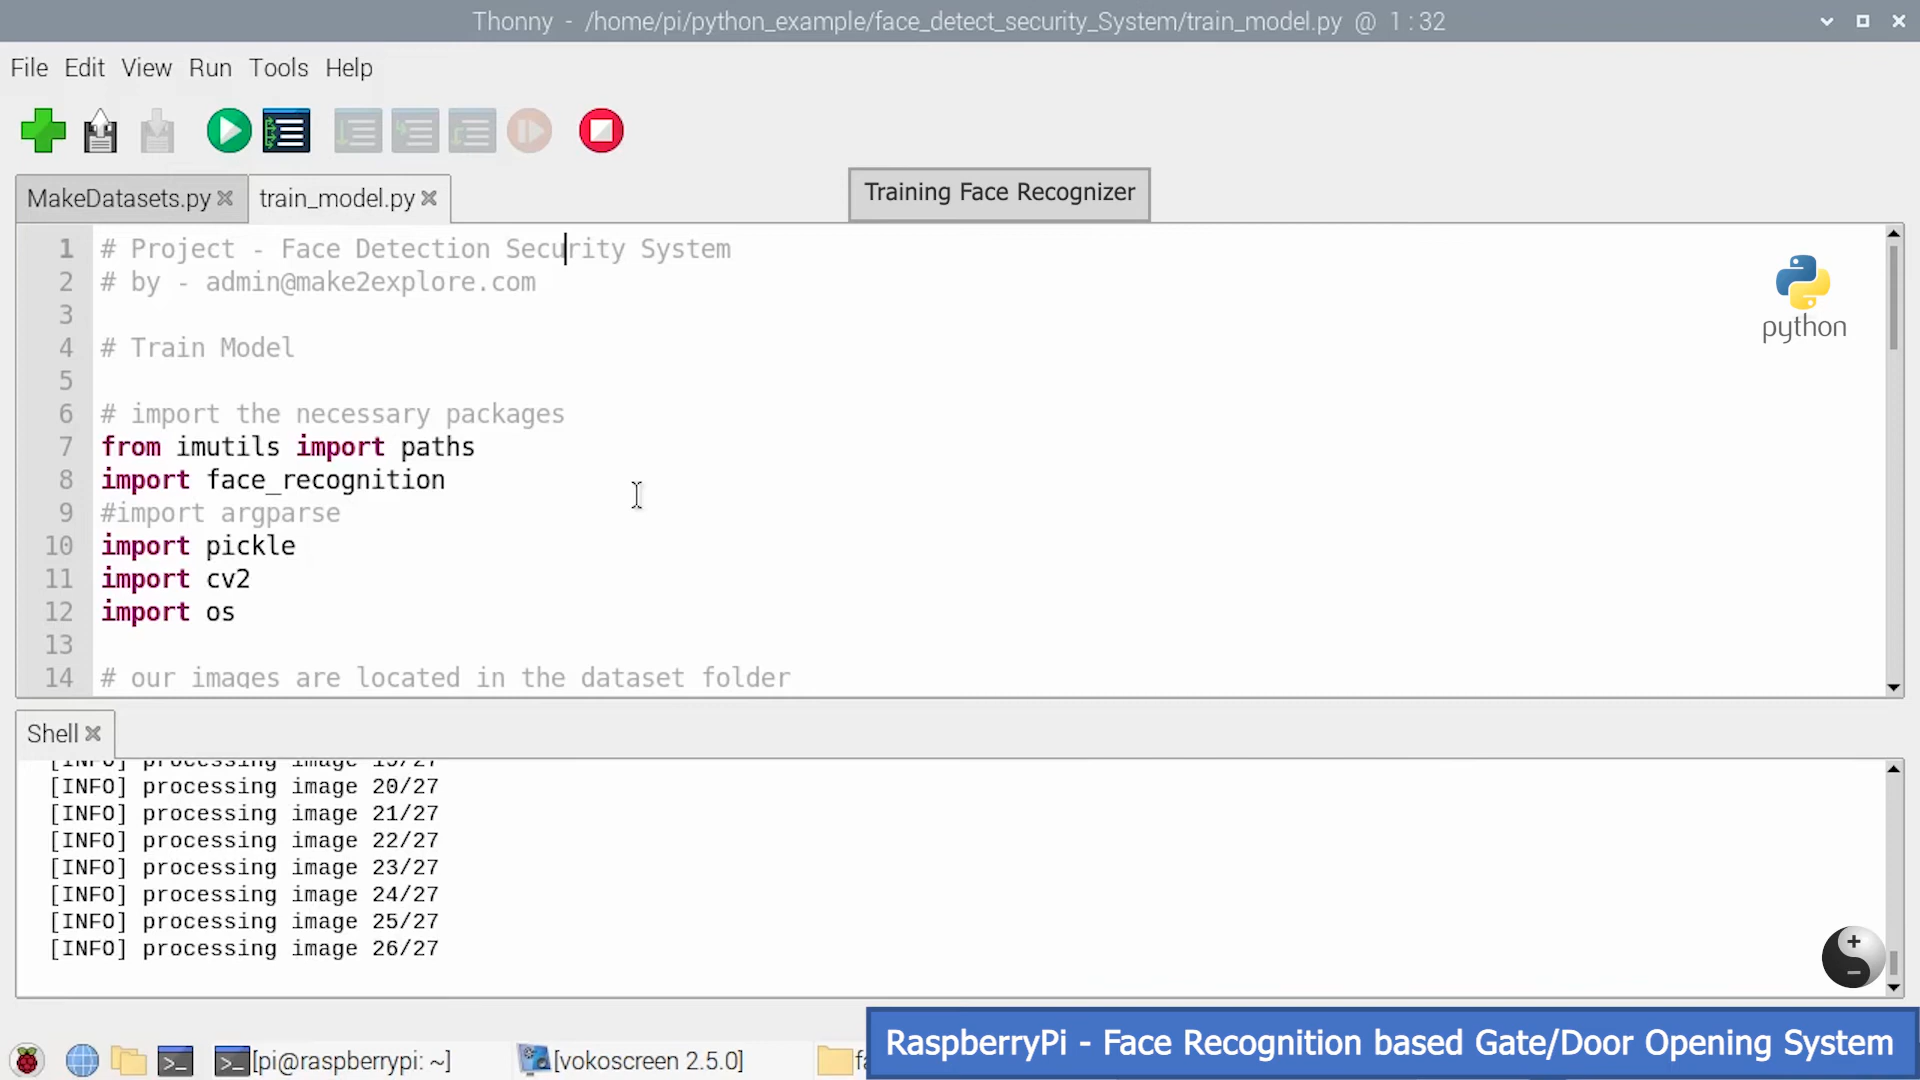 Thonny - /home/pi/python_example/face_detect_security_System/train_model.py @ 1 : 32
File Edit View Run Tools Help
MakeDatasets.py train_model.py
Training Face Recognizer
1 # Project - Face Detection Security System
2 # by - admin@make2explore.com
3
4 # Train Model
5
6 # import the necessary packages
7 from imutils import paths
8 import face_recognition
9 #import argparse
10 import pickle
11 import cv2
12 import os
13
14 # our images are located in the dataset folder
python
Shell
[INFO] processing image 19/27
[INFO] processing image 20/27
[INFO] processing image 21/27
[INFO] processing image 22/27
[INFO] processing image 23/27
[INFO] processing image 24/27
[INFO] processing image 25/27
[INFO] processing image 26/27
[pi@raspberrypi: ~] [vokoscreen 2.5.0]
RaspberryPi - Face Recognition based Gate/Door Opening System